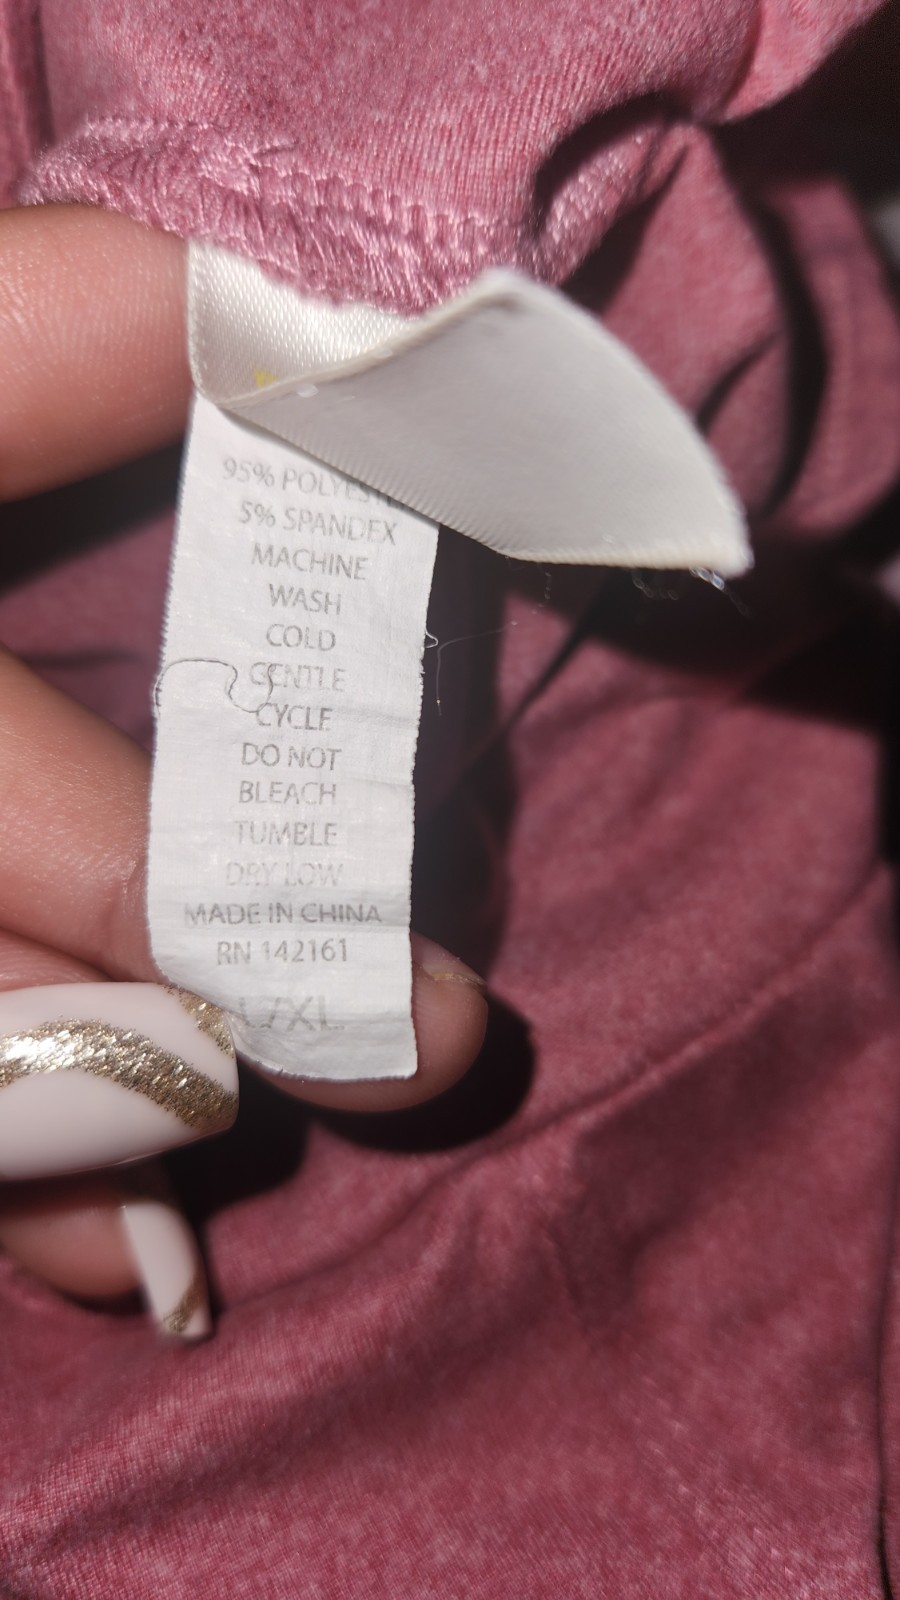 95% POLYEST
5% SPANDEX
MACHINE
WASH
COLD
GENTLE
CYCLE
DO NOT
BLEACH
TUMBLE
DRY LOW
MADE IN CHINA
RN 142161
L/XL